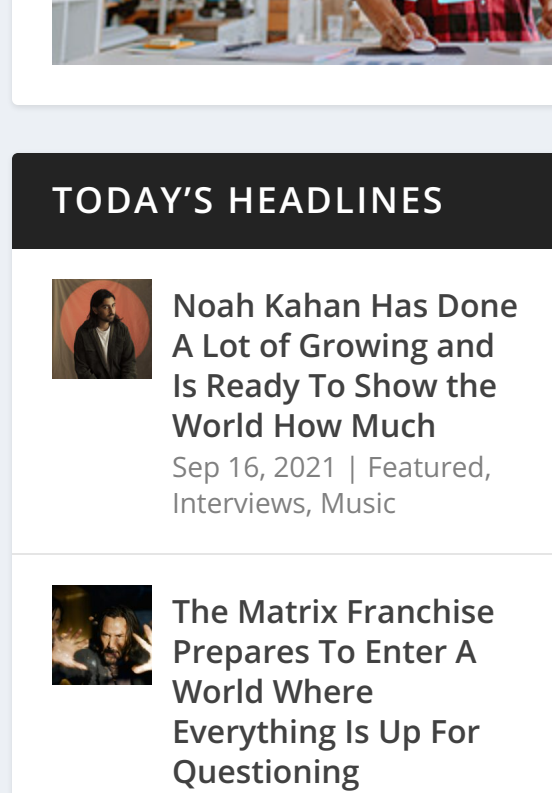 TODAY’S HEADLINES
Noah Kahan Has Done
A Lot of Growing and
Is Ready To Show the
World How Much
Sep 16, 2021 | Featured,
Interviews, Music
The Matrix Franchise
Prepares To Enter A
World Where
Everything Is Up For
Questioning